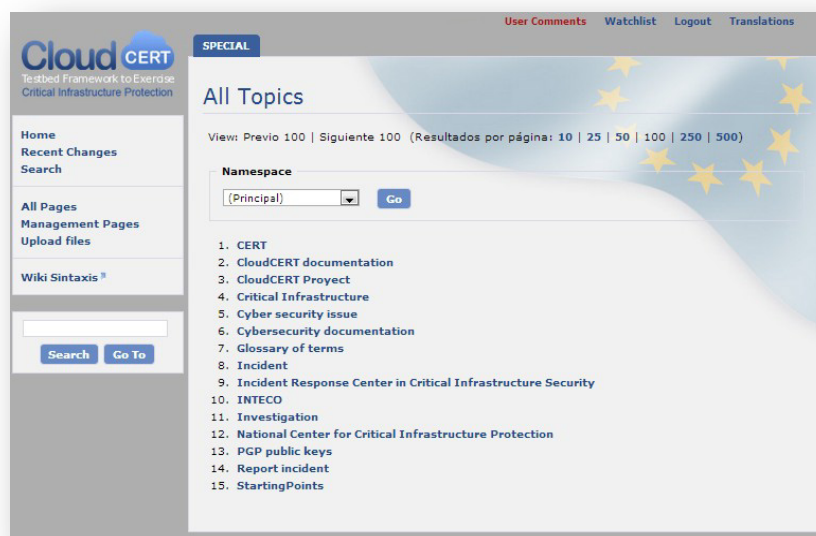 User Comments Watchlist Logout Translations
Cloud CERT
Testbed Framework to Exercise
Critical Infrastructure Protection
SPECIAL
All Topics
View: Previo 100 | Siguiente 100 (Resultados por página: 10 | 25 | 50 | 100 | 250 | 500)
Home
Recent Changes
Search
All Pages
Management Pages
Upload files
Wiki Sintaxis
Search Go To
Namespace
(Principal) Go
1. CERT
2. CloudCERT documentation
3. CloudCERT Proyect
4. Critical Infrastructure
5. Cyber security issue
6. Cybersecurity documentation
7. Glossary of terms
8. Incident
9. Incident Response Center in Critical Infrastructure Security
10. INTECO
11. Investigation
12. National Center for Critical Infrastructure Protection
13. PGP public keys
14. Report incident
15. StartingPoints